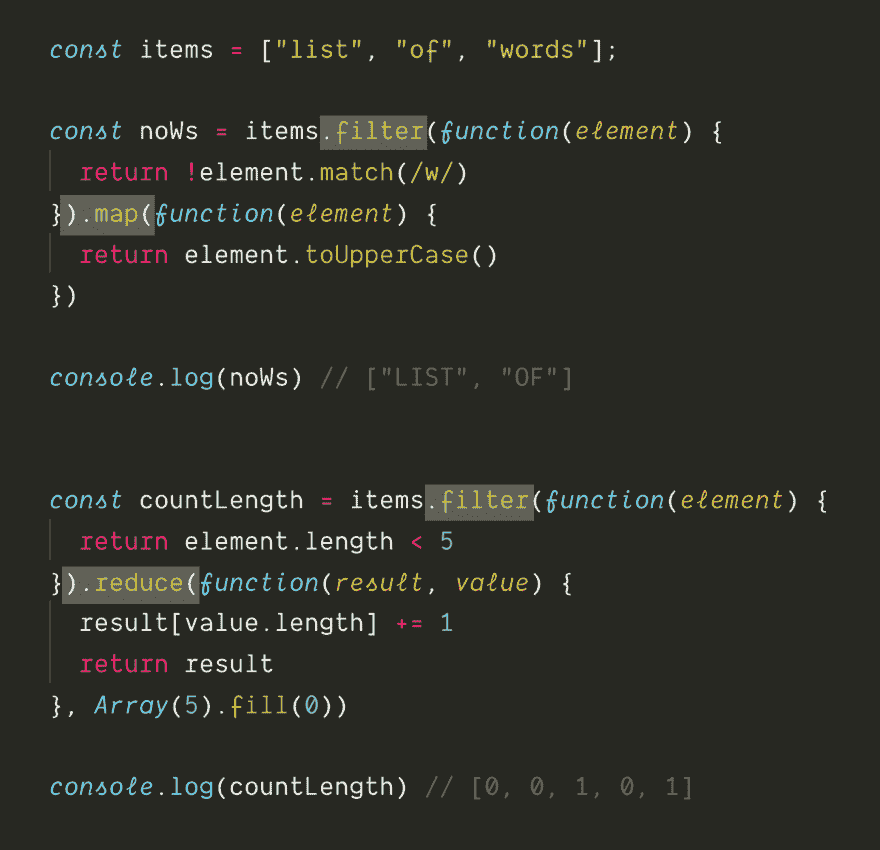 const items = ["list", "of", "words"];
const noWs = items.filter(function(element) {
return !element.match(/w/)
}).map(function(element) {
return element.toUpperCase()
})
console.log(noWs) // ["LIST", "OF"]
const countLength = items.filter(function(element) {
return element.length < 5
}).reduce(function(result, value) {
result[value.length] += 1
return result
}, Array(5).fill(0))
console.log(countLength) // [0, 0, 1, 0, 1]